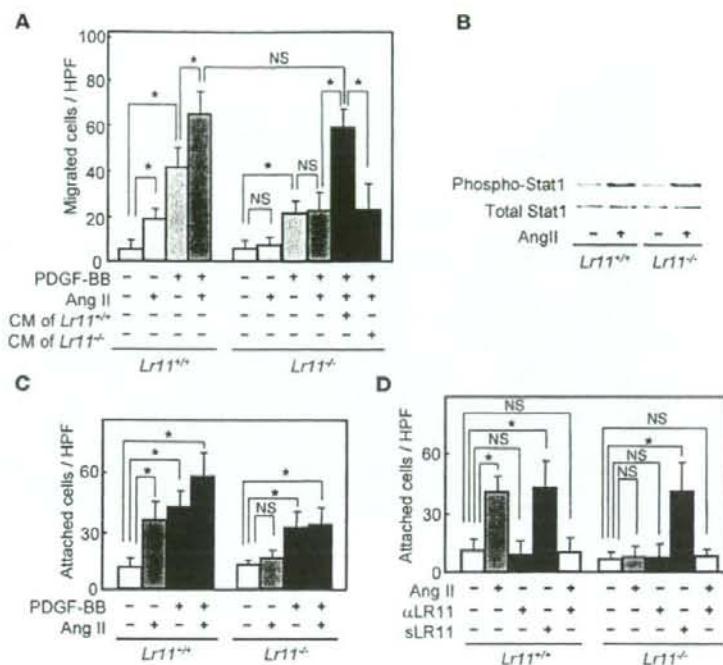 A
NS
*
*
*
*
*
*
NS
NS
100
80
60
40
20
0
Migrated cells / HPF
PDGF-BB − − + + − − + + + +
Ang II − + − + − + − + + +
CM of Lr11+/+ +
CM of Lr11-/- +
Lr11+/+ Lr11-/-
B
Phospho-Stat1
Total Stat1
AngII − + − +
Lr11+/+ Lr11-/-
C
*
*
*
*
*
NS
60
30
0
Attached cells / HPF
PDGF-BB − − + + − − + +
Ang II − + − + − + − +
Lr11+/+ Lr11-/-
D
NS
*
NS
*
NS
*
NS
NS
60
30
0
Attached cells / HPF
Ang II − + − − + − + − − +
αLR11 − − + − + − − + − +
sLR11 − − − + − − − − + −
Lr11+/+ Lr11-/-